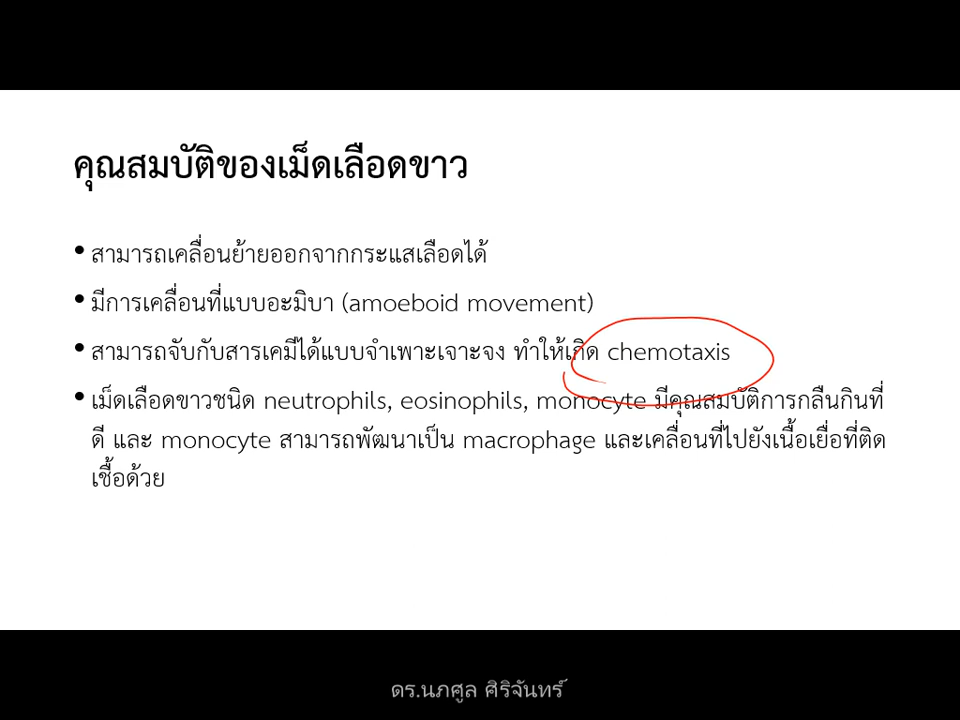 คุณสมบัติของเม็ดเลือดขาว
• สามารถเคลื่อนย้ายออกจากกระแสเลือดได้
• มีการเคลื่อนที่แบบอะมิบา (amoeboid movement)
• สามารถจับกับสารเคมีได้แบบจำเพาะเจาะจง ทำให้เกิด chemotaxis
• เม็ดเลือดขาวชนิด neutrophils, eosinophils, monocyte มีคุณสมบัติการกลืนกินที่
ดี และ monocyte สามารถพัฒนาเป็น macrophage และเคลื่อนที่ไปยังเนื้อเยื่อที่ติด
เชื้อด้วย
ดร.นภศูล ศิริจันทร์